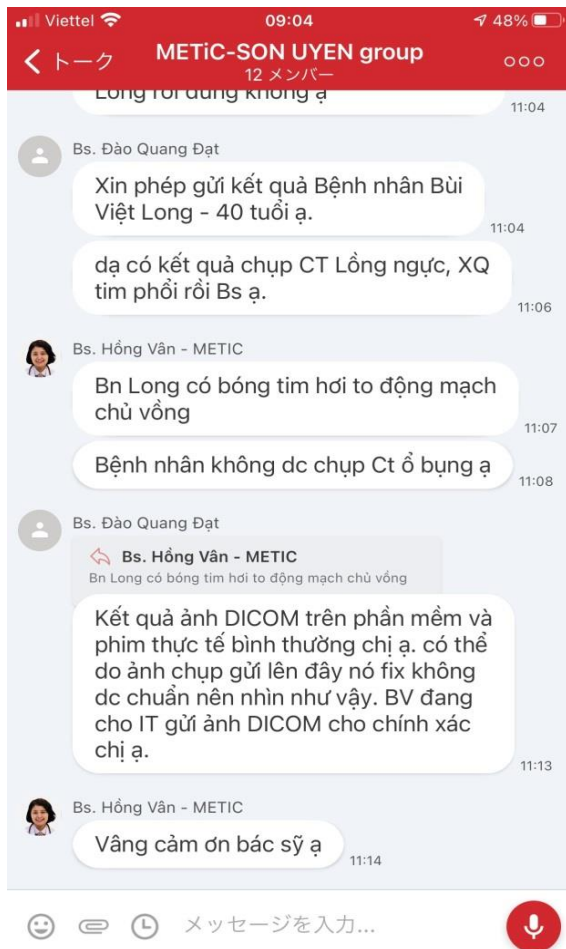 Viettel 09:04 48%
トーク METiC-SON UYEN group
12 メンバー
Long rồi đúng không ạ
11:04
Bs. Đào Quang Đạt
Xin phép gửi kết quả Bệnh nhân Bùi
Việt Long - 40 tuổi ạ.
11:04
dạ có kết quả chụp CT Lồng ngực, XQ
tim phổi rồi Bs ạ.
11:06
Bs. Hồng Vân - METIC
Bn Long có bóng tim hơi to động mạch
chủ vồng
11:07
Bệnh nhân không dc chụp Ct ổ bụng ạ
11:08
Bs. Đào Quang Đạt
Bs. Hồng Vân - METIC
Bn Long có bóng tim hơi to động mạch chủ vồng
Kết quả ảnh DICOM trên phần mềm và
phim thực tế bình thường chị ạ. có thể
do ảnh chụp gửi lên đây nó fix không
dc chuẩn nên nhìn như vậy. BV đang
cho IT gửi ảnh DICOM cho chính xác
chị ạ.
11:13
Bs. Hồng Vân - METIC
Vâng cảm ơn bác sỹ ạ
11:14
メッセージを入力...